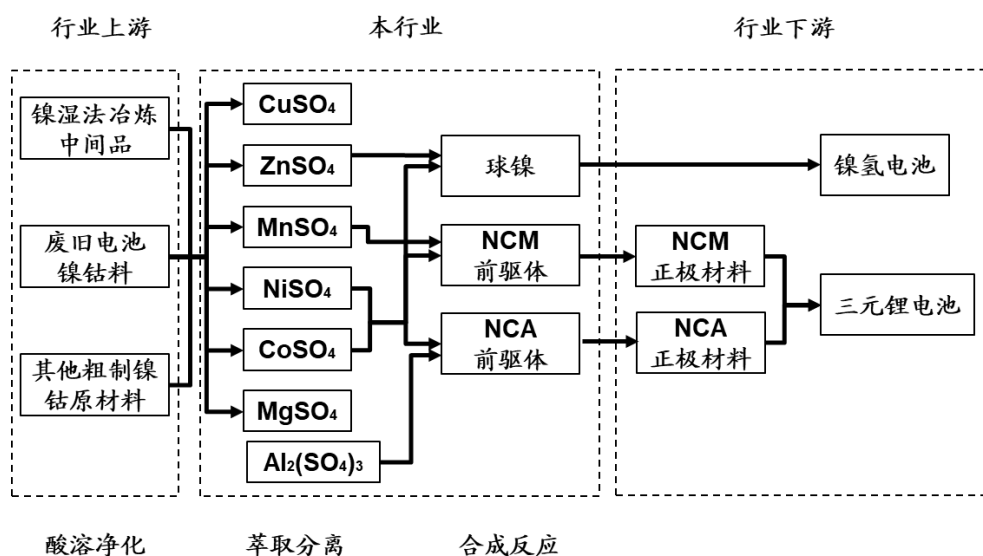 行业上游
本行业
行业下游
镍湿法冶炼
中间品
废旧电池
镍钴料
其他粗制镍
钴原材料
CuSO₄
ZnSO₄
MnSO₄
NiSO₄
CoSO₄
MgSO₄
Al₂(SO₄)₃
球镍
NCM
前驱体
NCA
前驱体
NCM
正极材料
NCA
正极材料
镍氢电池
三元锂电池
酸溶净化
萃取分离
合成反应